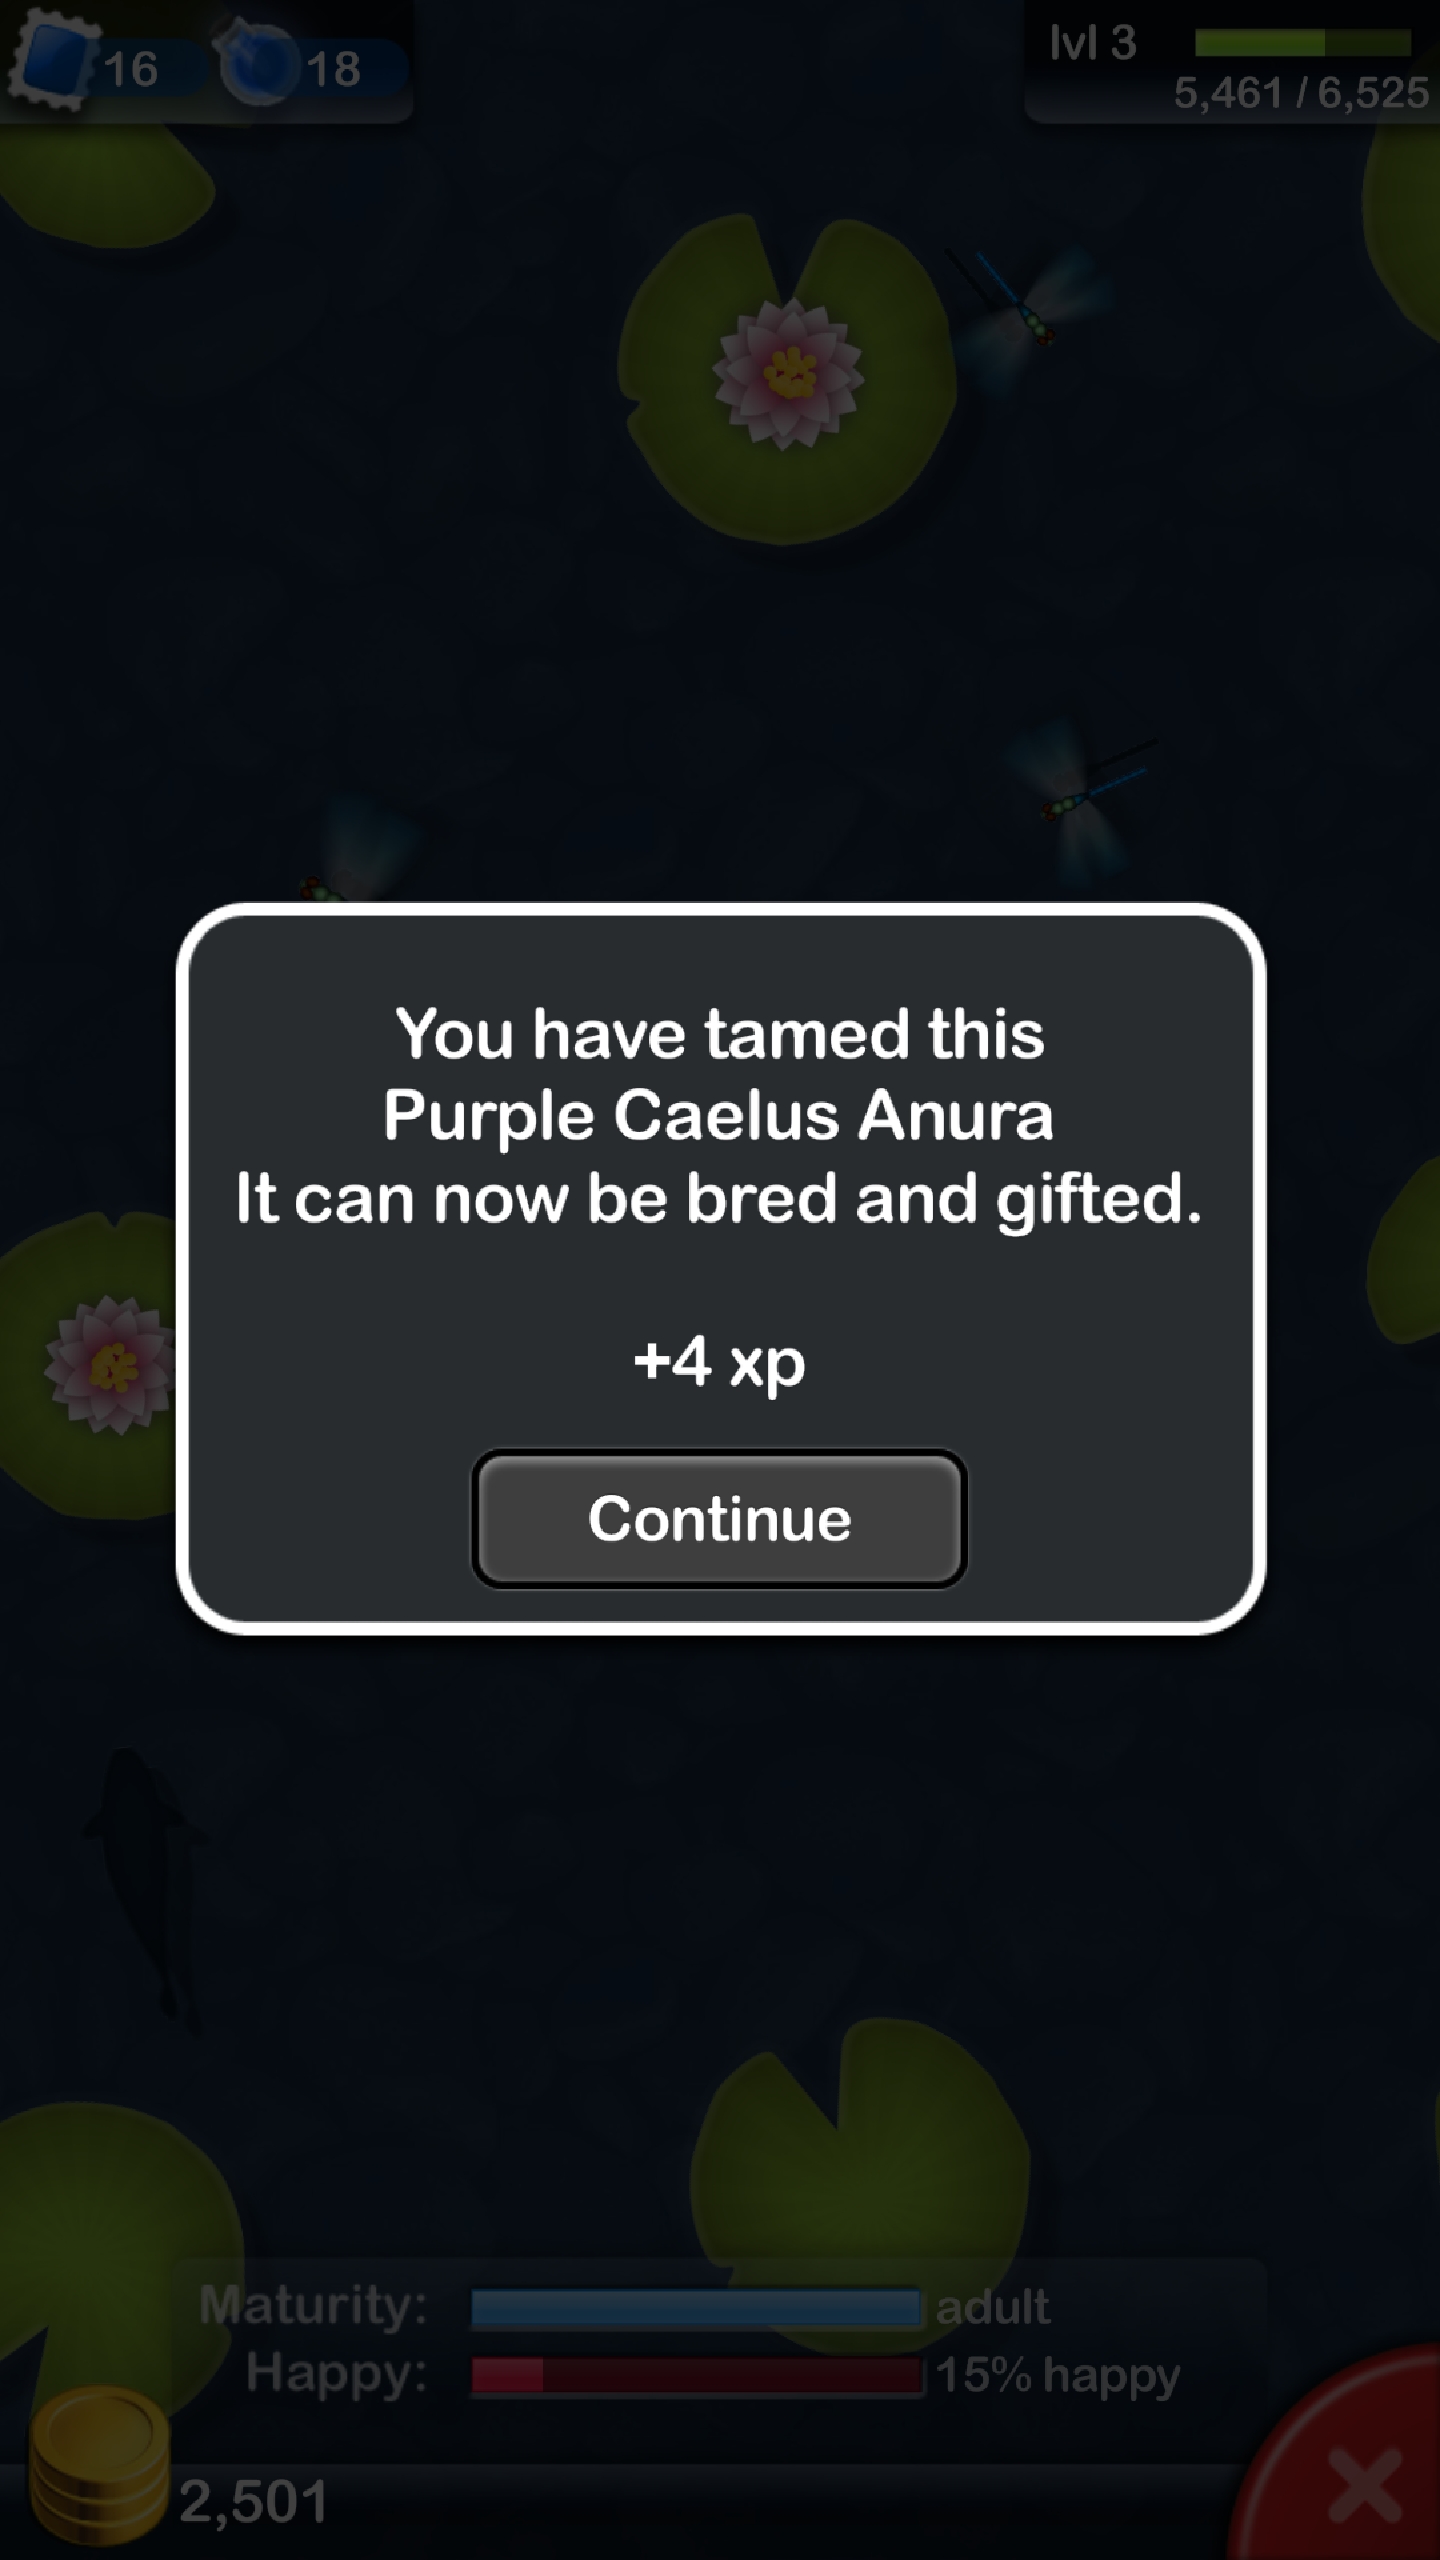 16
18
lvl 3
5,461 / 6,525
You have tamed this
Purple Caelus Anura
It can now be bred and gifted.
+4 xp
Continue
Maturity: adult
Happy: 15% happy
2,501